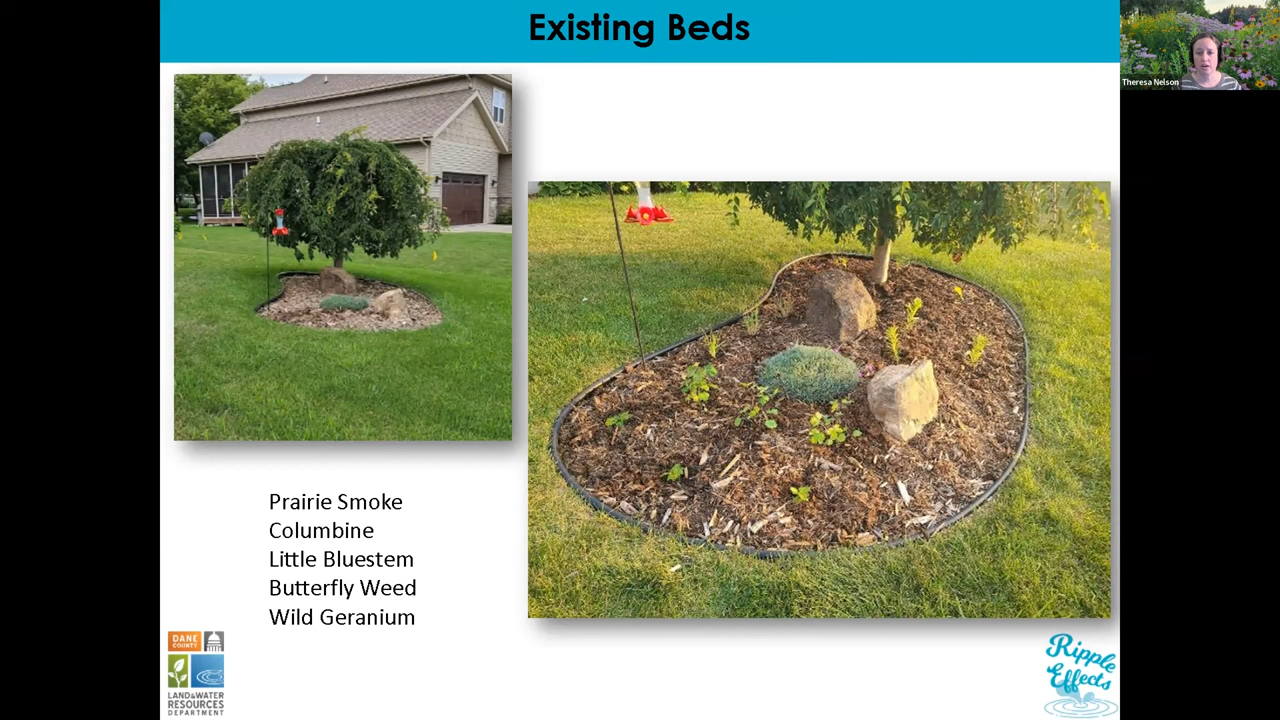 Existing Beds
Theresa Nelson
Prairie Smoke
Columbine
Little Bluestem
Butterfly Weed
Wild Geranium
DANE
COUNTY
LAND & WATER
RESOURCES
DEPARTMENT
Ripple
Effects